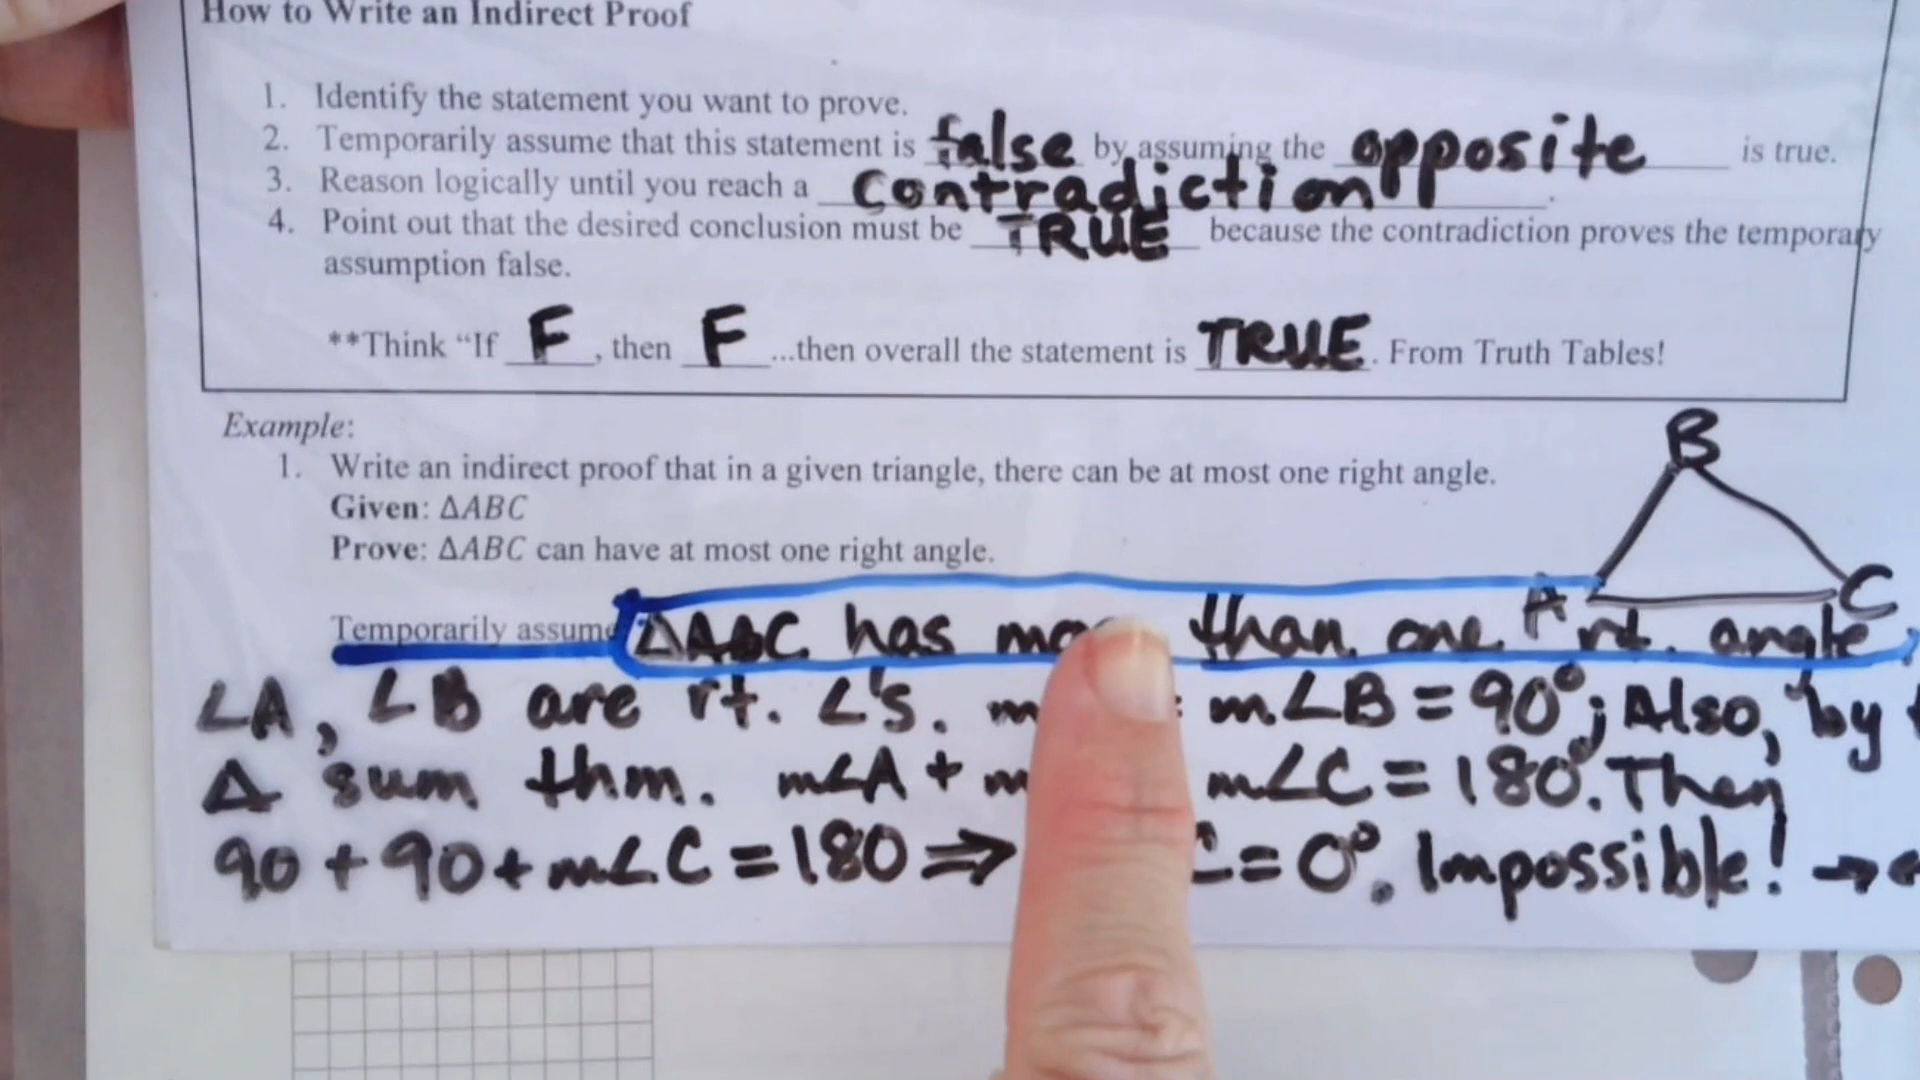 How to Write an Indirect Proof
1. Identify the statement you want to prove.
2. Temporarily assume that this statement is false by assuming the opposite is true.
3. Reason logically until you reach a contradiction.
4. Point out that the desired conclusion must be TRUE because the contradiction proves the temporary
assumption false.
**Think “If F, then F ...then overall the statement is TRUE. From Truth Tables!
Example:
B
1. Write an indirect proof that in a given triangle, there can be at most one right angle.
Given: ΔABC
Prove: ΔABC can have at most one right angle.
A C
Temporarily assume ΔABC has than one rt. angle
∠A, ∠B are rt. ∠'s. m∠B = 90°; Also, by
Δ sum thm. m∠A + m∠C = 180°. Then
90 + 90 + m∠C = 180 ⇒ C = 0°. Impossible! →